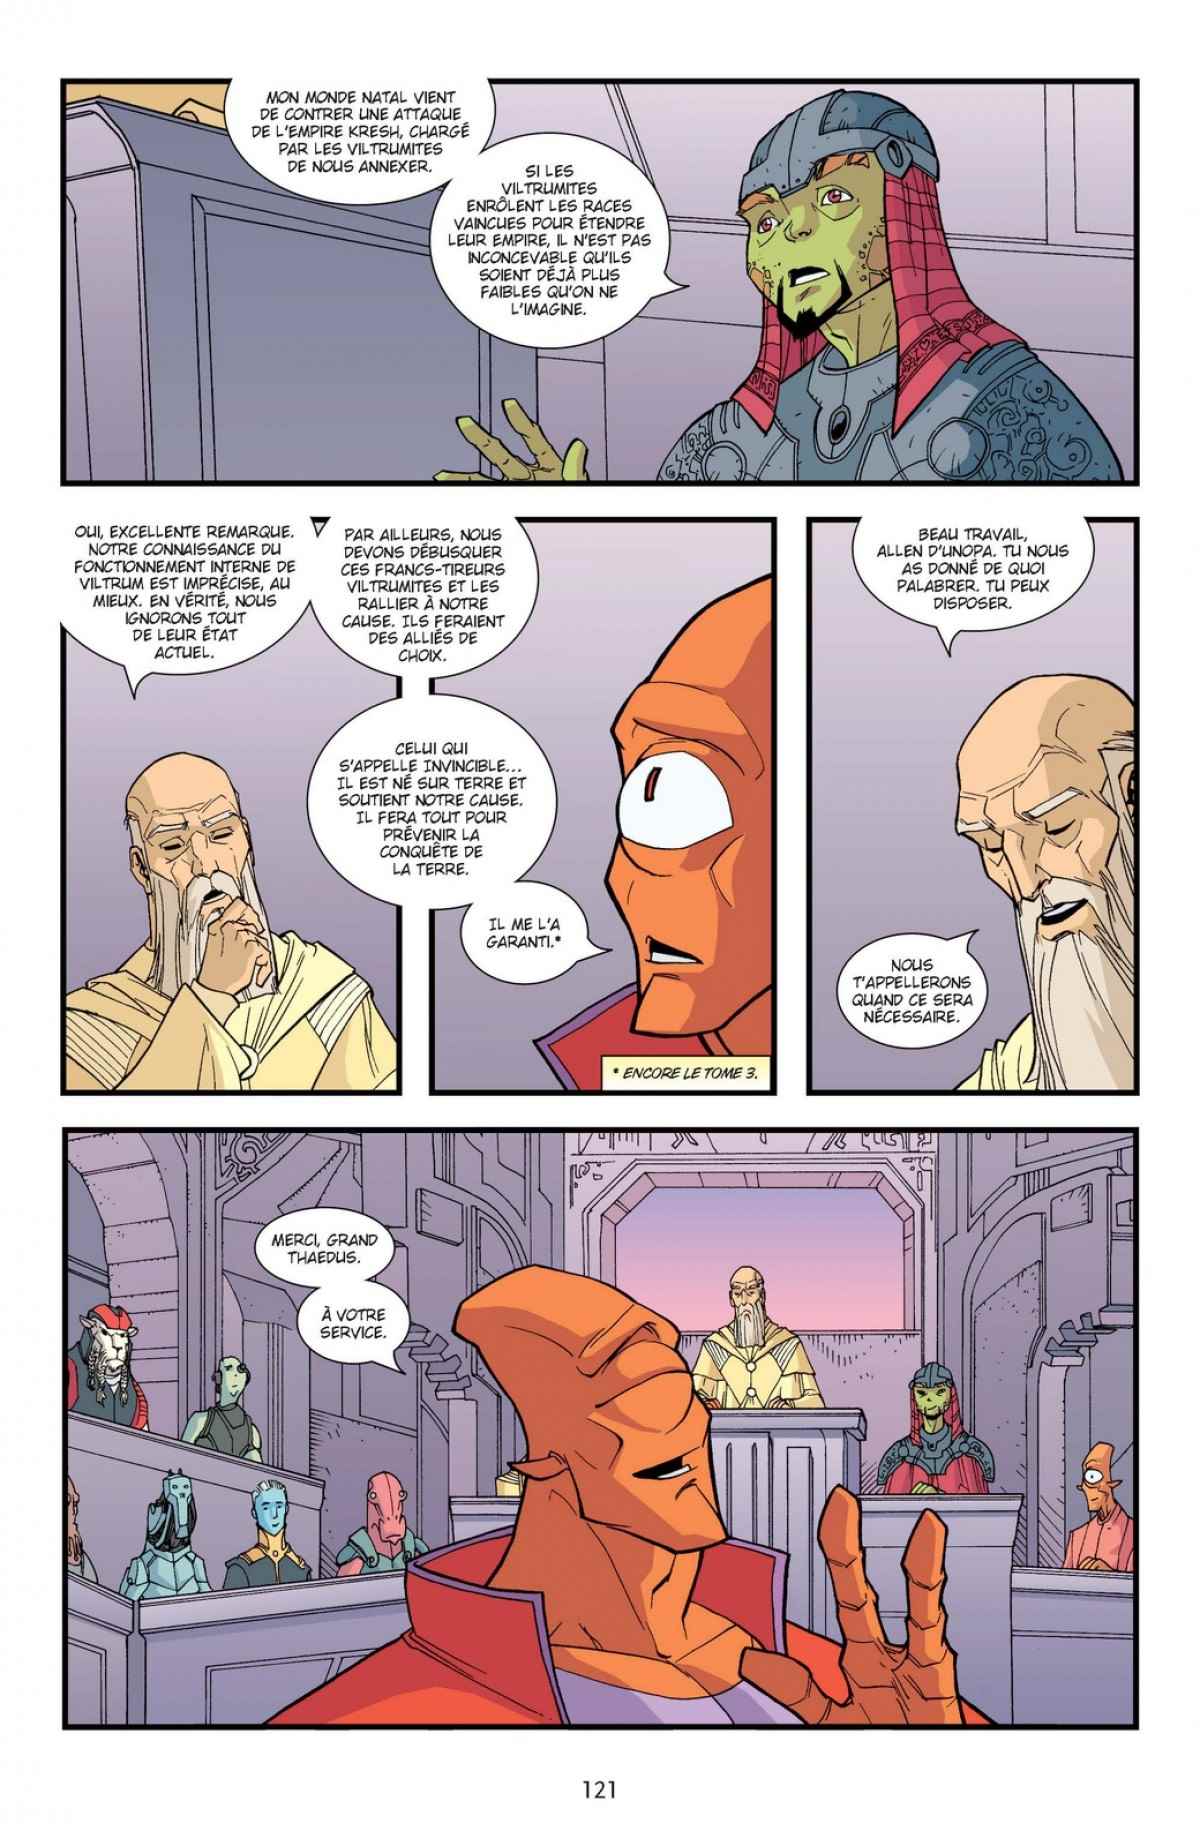 MON MONDE NATAL VIENT
DE CONTRER UNE ATTAQUE
DE L'EMPIRE KRESH, CHARGÉ
PAR LES VILTRUMITES
DE NOUS ANNEXER.
SI LES
VILTRUMITES
ENRÔLENT LES RACES
VAINCUES POUR ÉTENDRE
LEUR EMPIRE, IL N'EST PAS
INCONCEVABLE QU'ILS
SOIENT DÉJÀ PLUS
FAIBLES QU'ON NE
L'IMAGINE.
OUI, EXCELLENTE REMARQUE.
NOTRE CONNAISSANCE DU
FONCTIONNEMENT INTERNE DE
VILTRUM EST IMPRÉCISE, AU
MIEUX. EN VÉRITÉ, NOUS
IGNORONS TOUT
DE LEUR ÉTAT
ACTUEL.
PAR AILLEURS, NOUS
DEVONS DÉBUSQUER
CES FRANCS-TIREURS
VILTRUMITES ET LES
RALLIER À NOTRE
CAUSE. ILS FERAIENT
DES ALLIÉS DE
CHOIX.
CELUI QUI
S'APPELLE INVINCIBLE...
IL EST NÉ SUR TERRE ET
SOUTIENT NOTRE CAUSE.
IL FERA TOUT POUR
PRÉVENIR LA
CONQUÊTE DE
LA TERRE.
IL ME L'A
GARANTI.*
* ENCORE LE TOME 3.
BEAU TRAVAIL,
ALLEN D'UNOPA. TU NOUS
AS DONNÉ DE QUOI
PALABRER. TU PEUX
DISPOSER.
NOUS
T'APPELLERONS
QUAND CE SERA
NÉCESSAIRE.
MERCI, GRAND
THAEDUS.
À VOTRE
SERVICE.
121